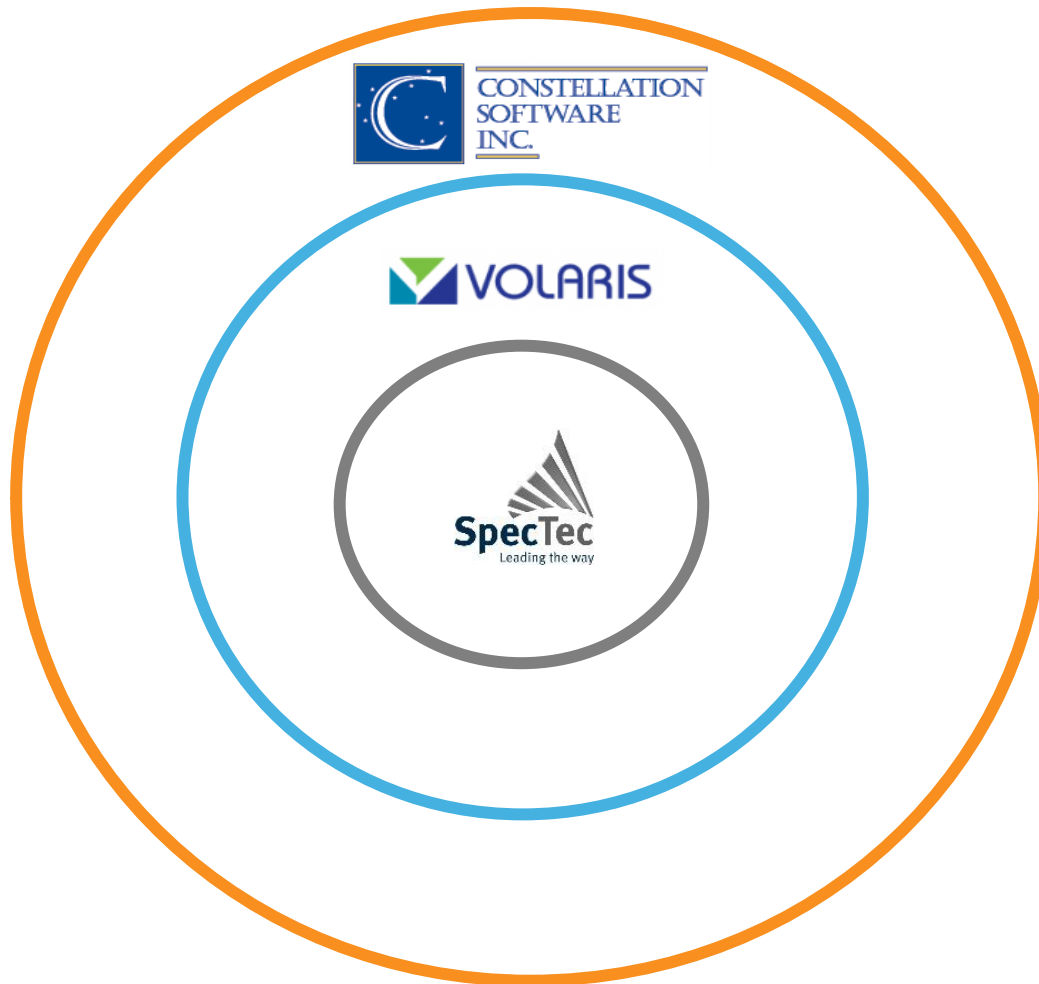 CONSTELLATION
SOFTWARE
INC.
VOLARIS
SpecTec
Leading the way